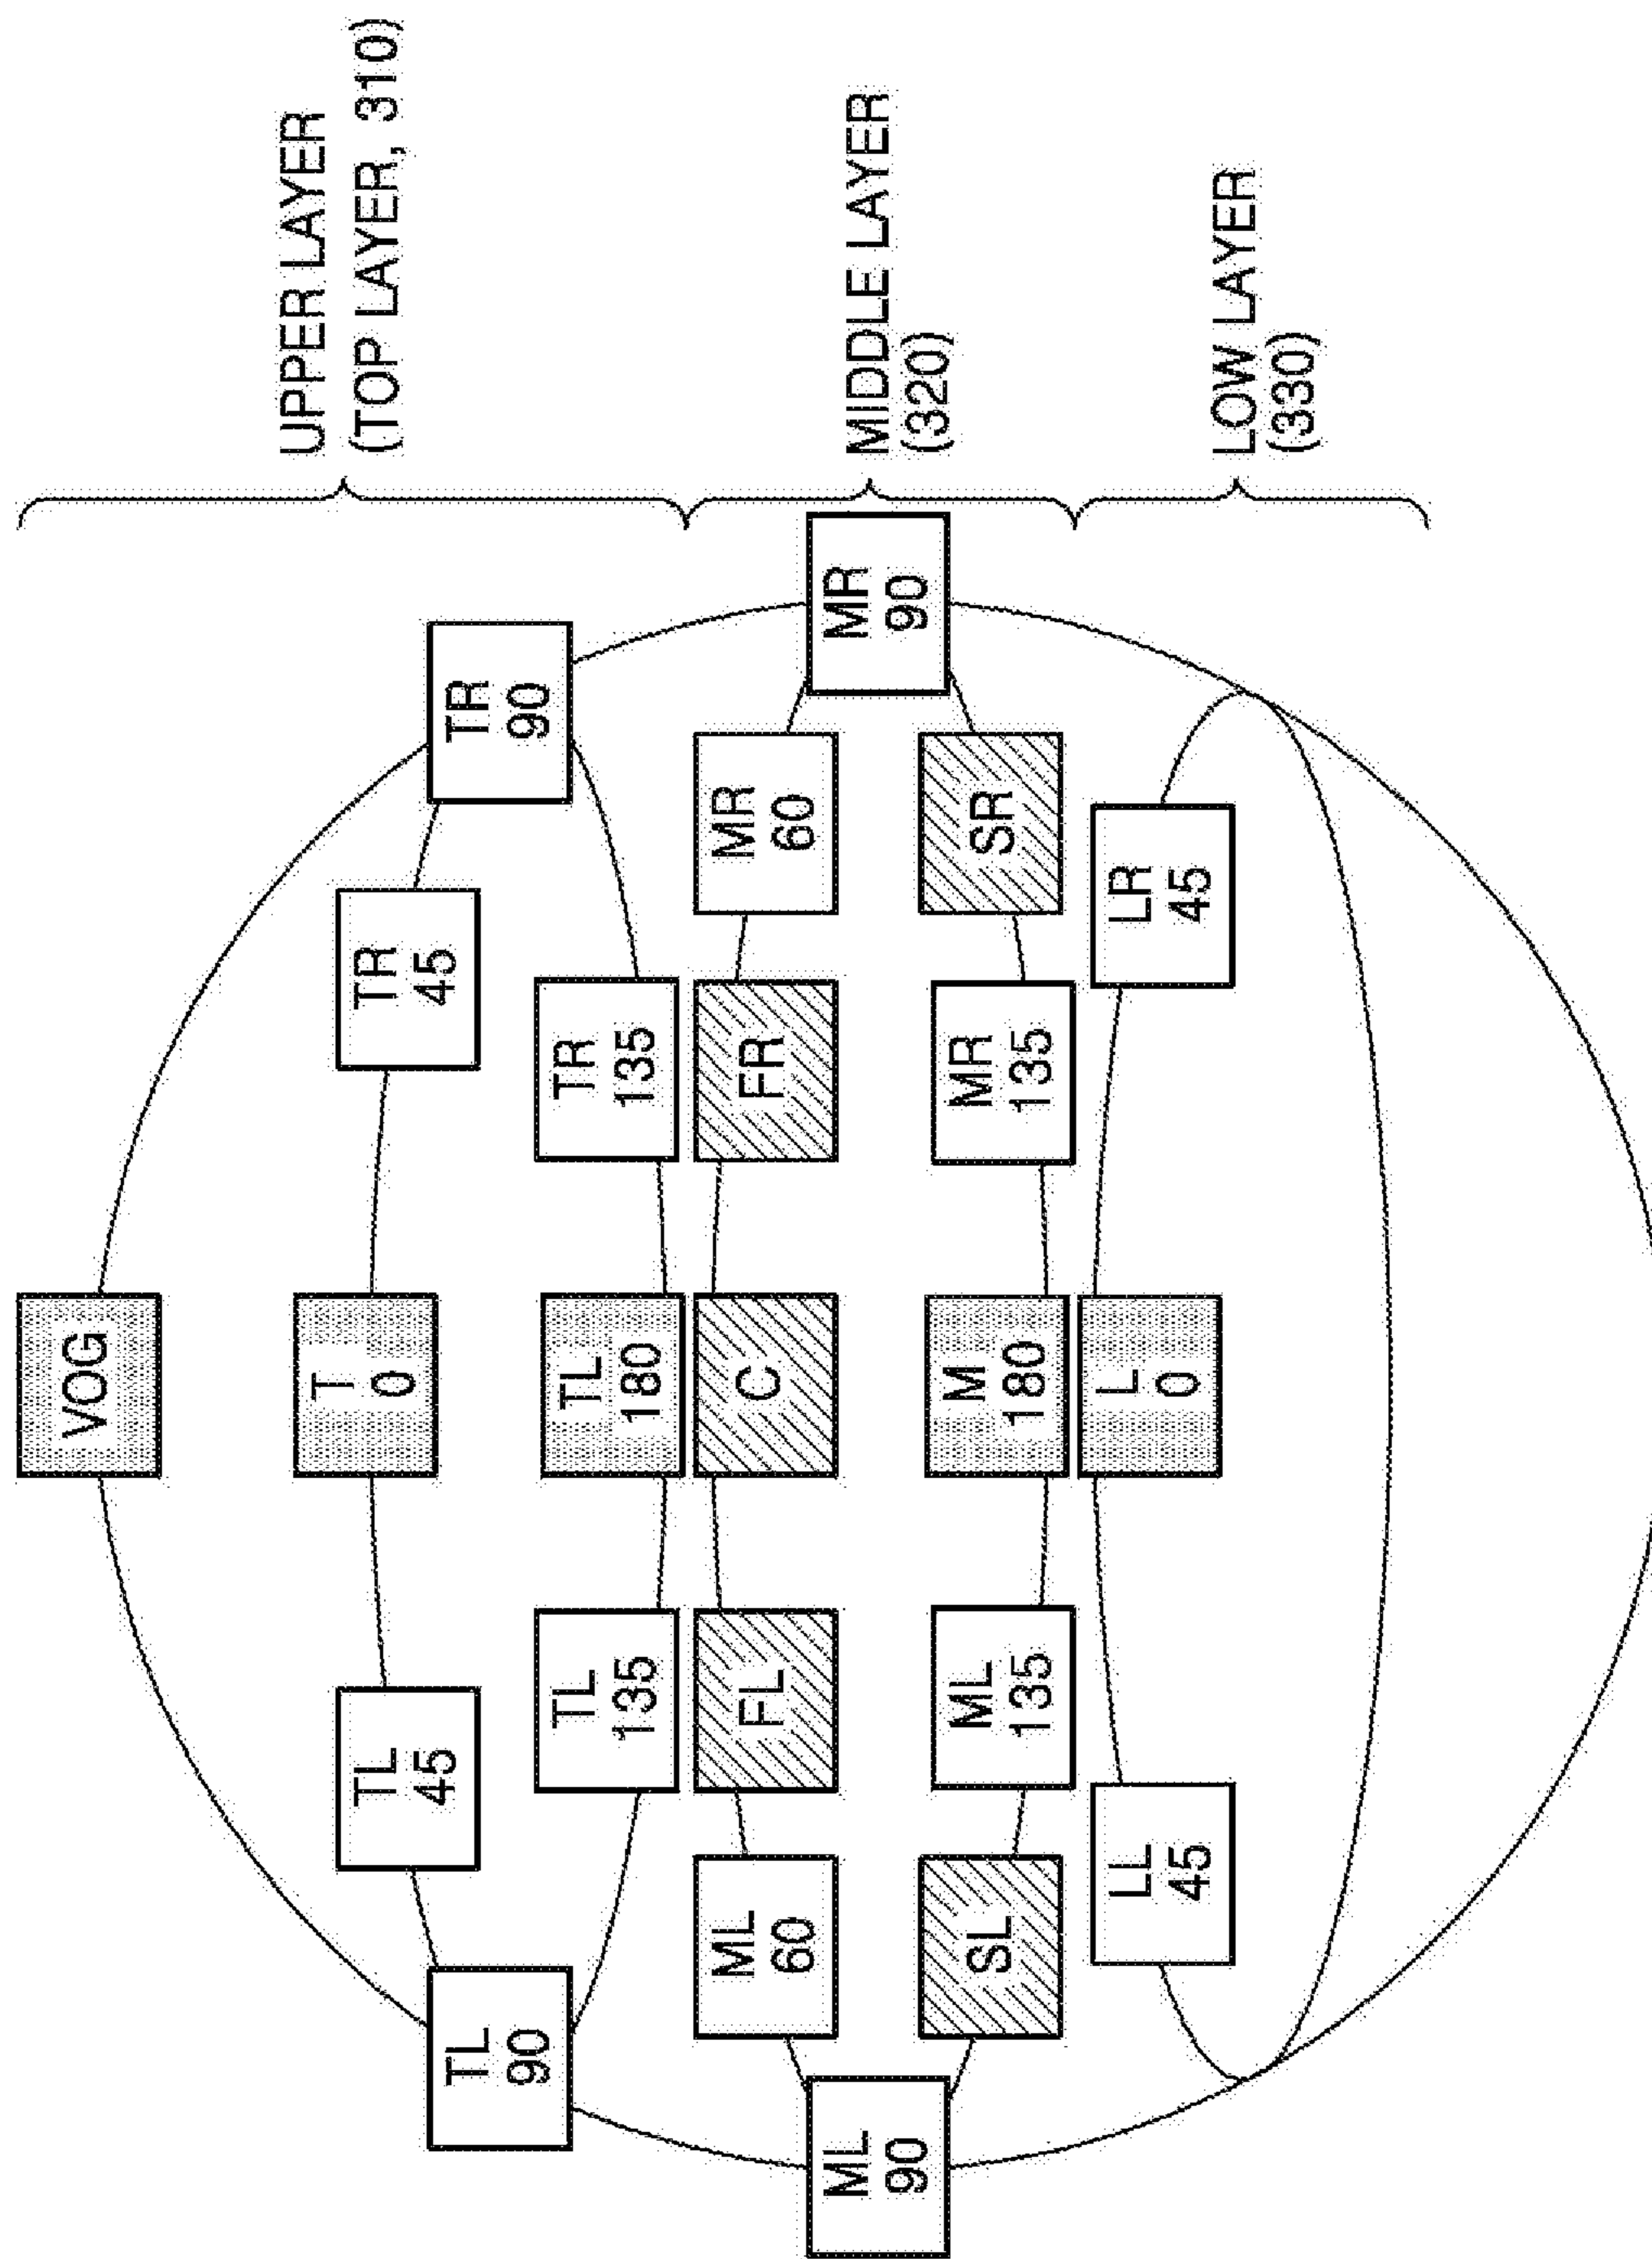 VOG
UPPER LAYER
(TOP LAYER, 310)
TL
45
T
0
TR
45
TL
90
TR
90
TL
135
TL
180
TR
135
ML
60
FL
C
FR
MR
60
ML
90
MR
90
MIDDLE LAYER
(320)
SL
ML
135
M
180
MR
135
SR
LL
45
L
0
LR
45
LOW LAYER
(330)